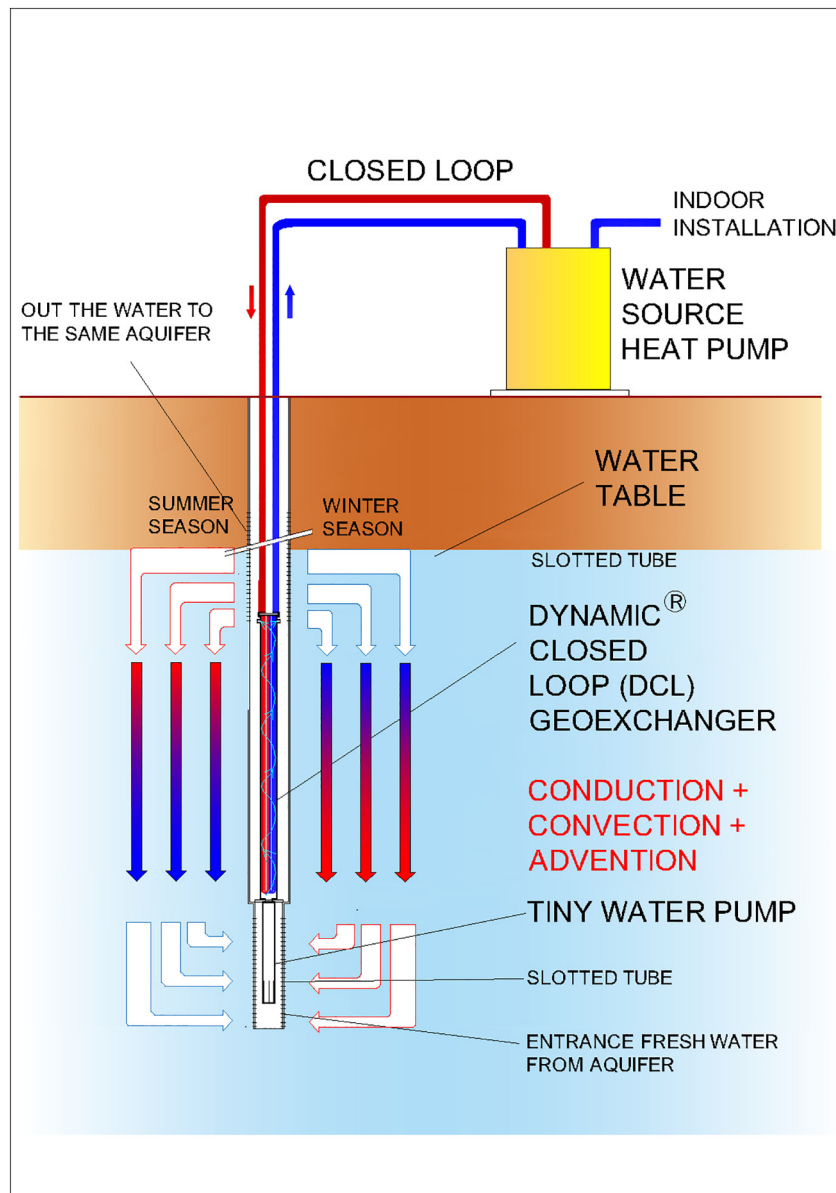 CLOSED LOOP
INDOOR
INSTALLATION
WATER
SOURCE
HEAT PUMP
OUT THE WATER TO
THE SAME AQUIFER
WATER
TABLE
SUMMER
SEASON
WINTER
SEASON
SLOTTED TUBE
DYNAMIC®
CLOSED
LOOP (DCL)
GEOEXCHANGER
CONDUCTION +
CONVECTION +
ADVENTION
TINY WATER PUMP
SLOTTED TUBE
ENTRANCE FRESH WATER
FROM AQUIFER